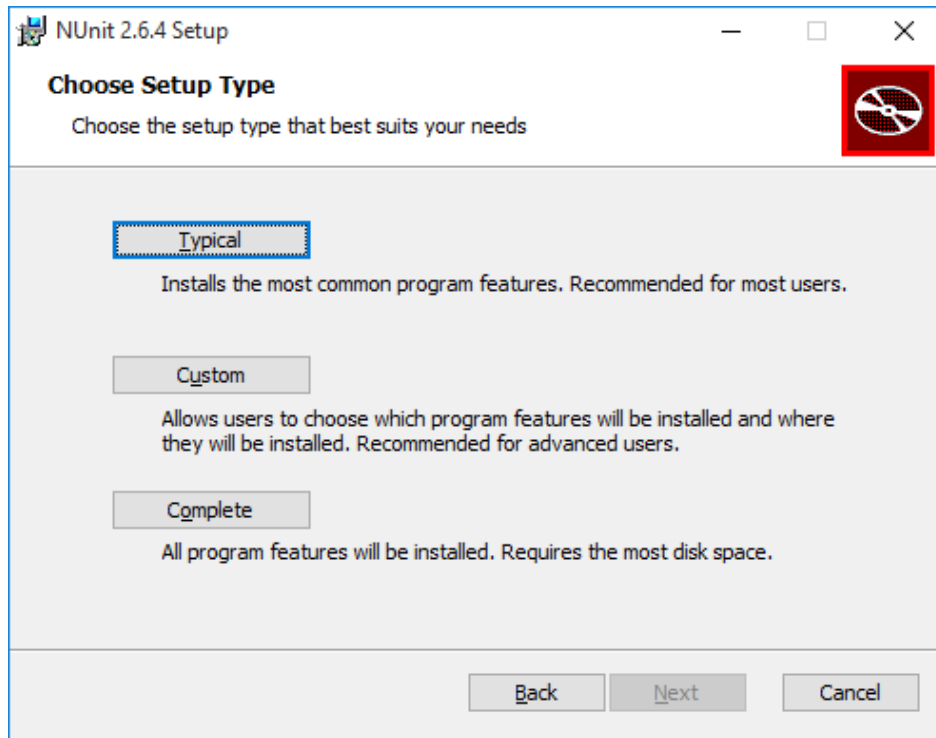 NUnit 2.6.4 Setup
Choose Setup Type
Choose the setup type that best suits your needs
Typical
Installs the most common program features. Recommended for most users.
Custom
Allows users to choose which program features will be installed and where
they will be installed. Recommended for advanced users.
Complete
All program features will be installed. Requires the most disk space.
Back Next Cancel